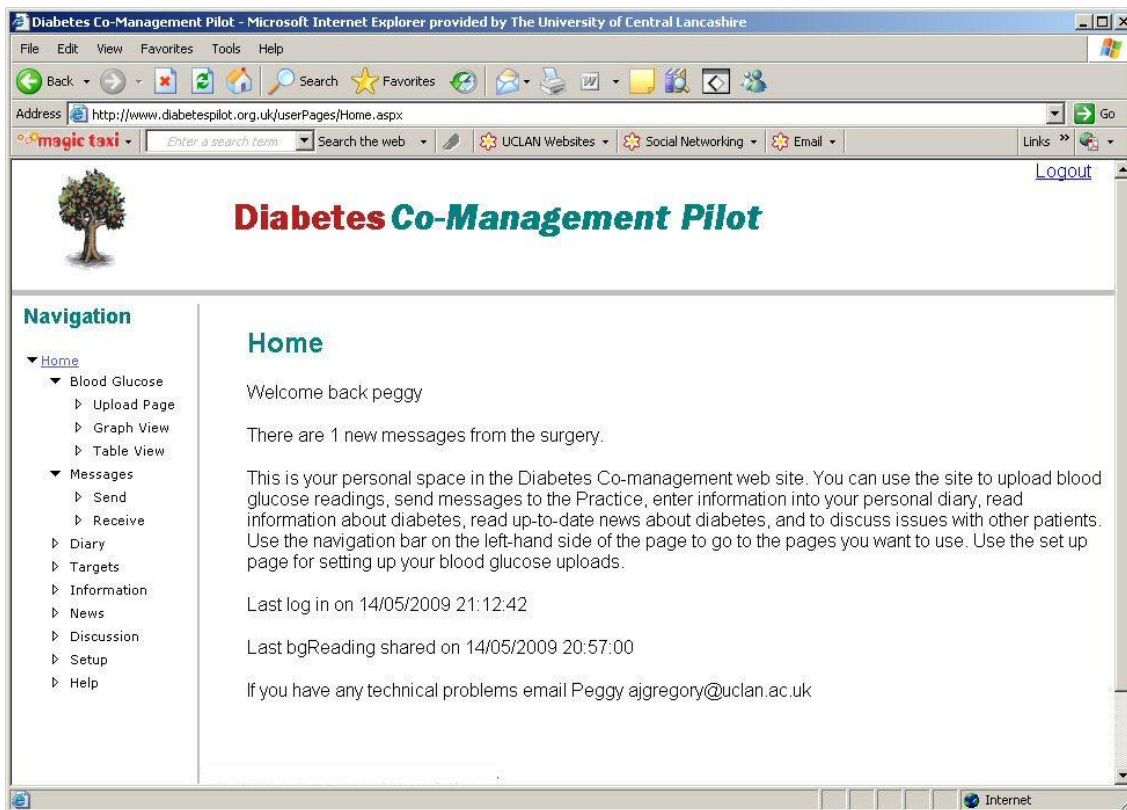 Diabetes Co-Management Pilot - Microsoft Internet Explorer provided by The University of Central Lancashire
File Edit View Favorites Tools Help
Back Search Favorites
Address http://www.diabetespilot.org.uk/userPages/Home.aspx Go
magic taxi Enter a search term Search the web UCLAN Websites Social Networking Email Links »
Logout
Diabetes Co-Management Pilot
Navigation
Home
Blood Glucose
Upload Page
Graph View
Table View
Messages
Send
Receive
Diary
Targets
Information
News
Discussion
Setup
Help
Home
Welcome back peggy
There are 1 new messages from the surgery.
This is your personal space in the Diabetes Co-management web site. You can use the site to upload blood
glucose readings, send messages to the Practice, enter information into your personal diary, read
information about diabetes, read up-to-date news about diabetes, and to discuss issues with other patients.
Use the navigation bar on the left-hand side of the page to go to the pages you want to use. Use the set up
page for setting up your blood glucose uploads.
Last log in on 14/05/2009 21:12:42
Last bgReading shared on 14/05/2009 20:57:00
If you have any technical problems email Peggy ajgregory@uclan.ac.uk
Internet